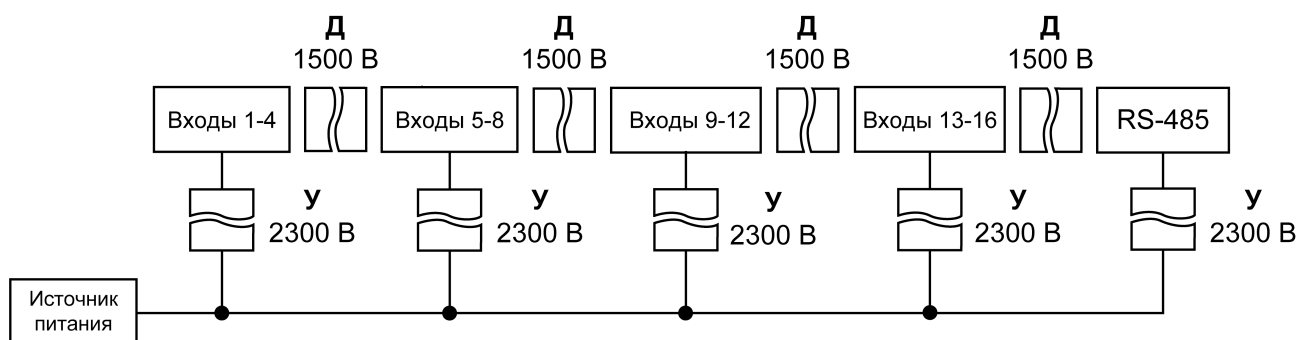 Д
1500 В
Д
1500 В
Д
1500 В
Д
1500 В
Входы 1-4
Входы 5-8
Входы 9-12
Входы 13-16
RS-485
У
2300 В
У
2300 В
У
2300 В
У
2300 В
У
2300 В
Источник
питания